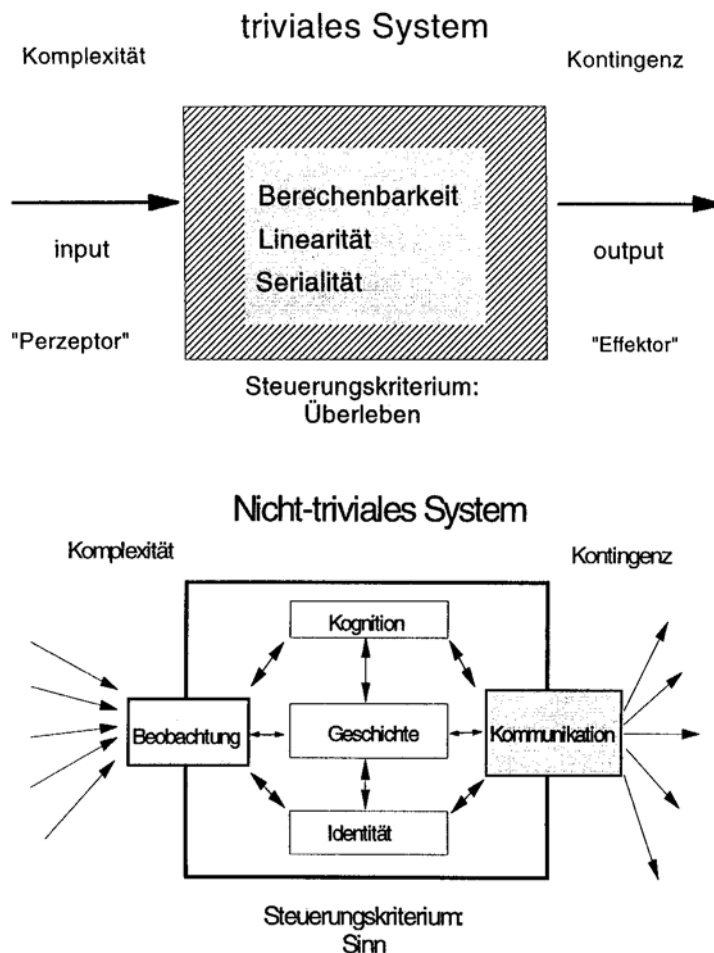 triviales System
Komplexität
Kontingenz
Berechenbarkeit
Linearität
Serialität
input
output
"Perzeptor"
"Effektor"
Steuerungskriterium:
Überleben
Nicht-triviales System
Komplexität
Kontingenz
Kognition
Beobachtung
Geschichte
Kommunikation
Identität
Steuerungskriterium:
Sinn